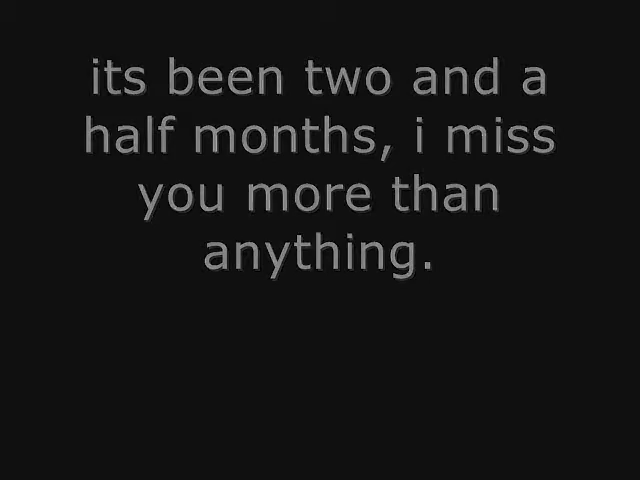 its been two and a
half months, i miss
you more than
anything.